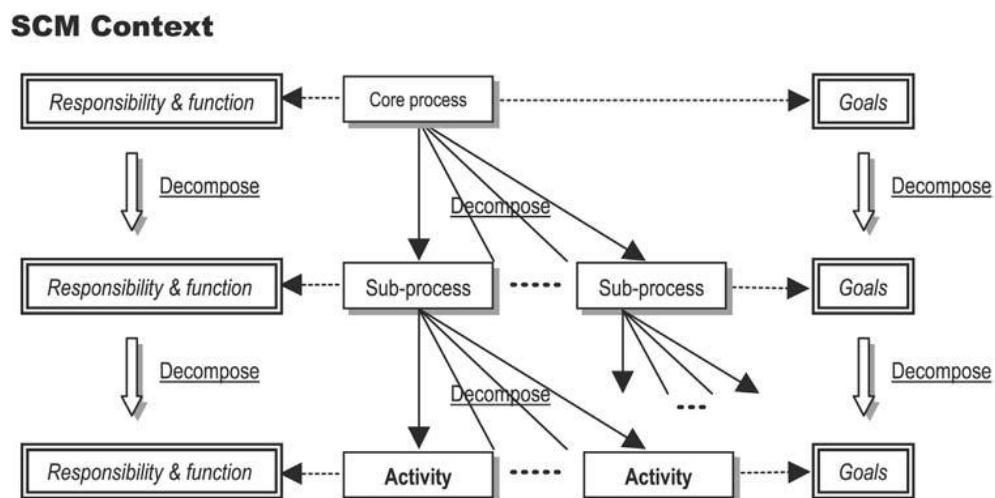 SCM Context
Responsibility & function
Core process
Goals
Decompose
Decompose
Decompose
Responsibility & function
Sub-process
Sub-process
Goals
Decompose
Decompose
Decompose
Responsibility & function
Activity
Activity
Goals